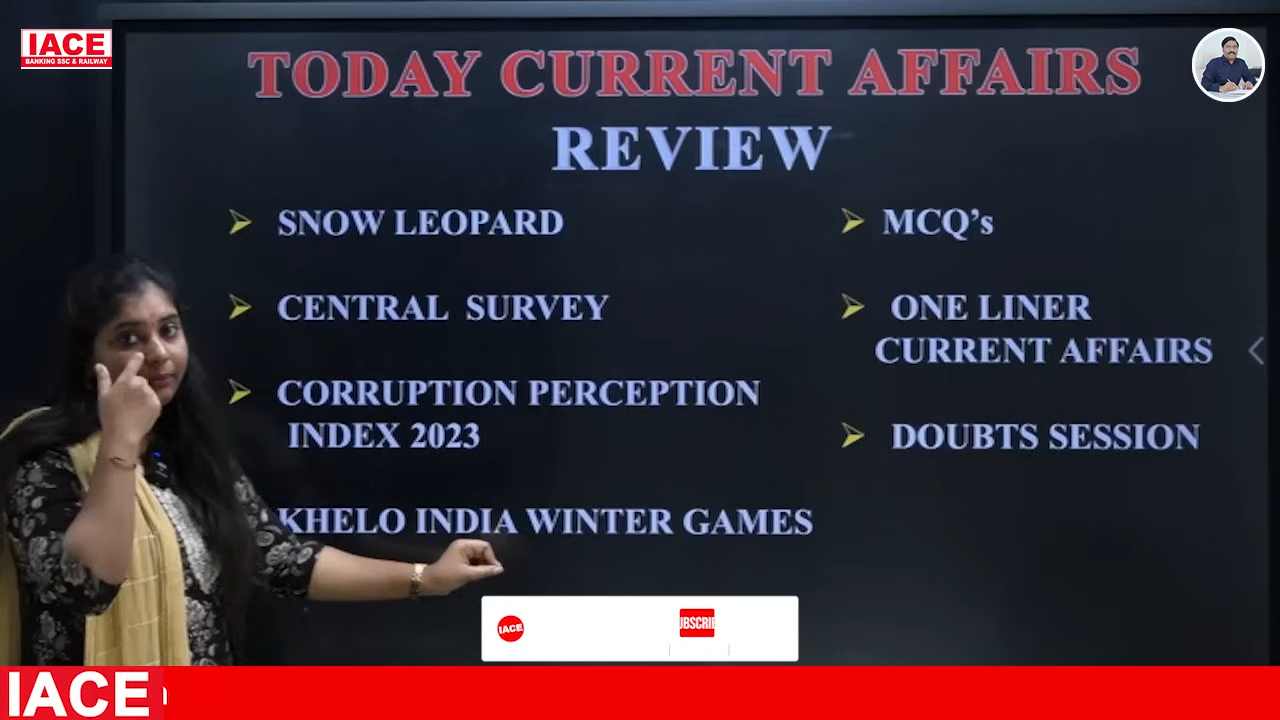 IACE
BANKING SSC & RAILWAY
TODAY CURRENT AFFAIRS
REVIEW
SNOW LEOPARD
CENTRAL SURVEY
CORRUPTION PERCEPTION
INDEX 2023
KHELO INDIA WINTER GAMES
MCQ’s
ONE LINER
CURRENT AFFAIRS
DOUBTS SESSION
IACE
IACE